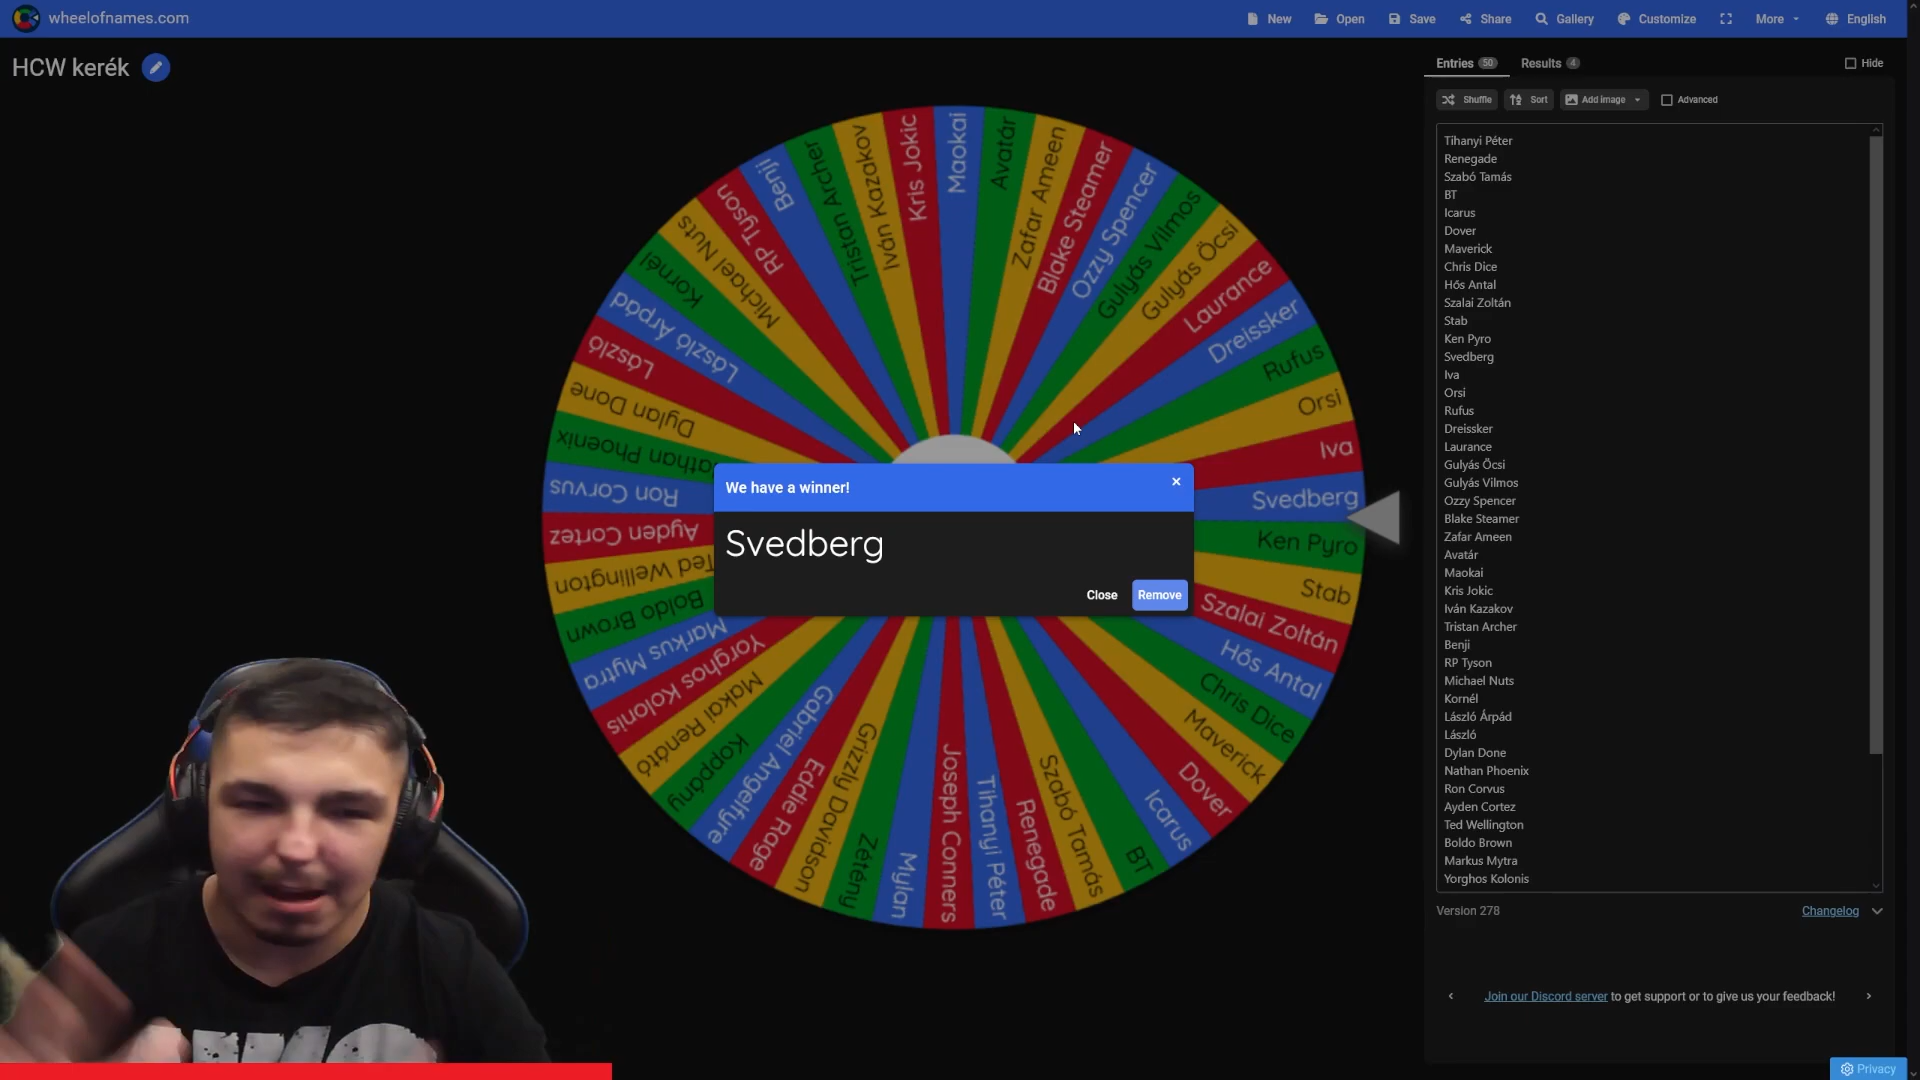 wheelofnames.com
New
Open
Save
Share
Gallery
Customize
More
English
HCW kerék
Entries 50
Results 4
Hide
Shuffle
Sort
Add image
Advanced
Tihanyi Péter
Renegade
Szabó Tamás
BT
Icarus
Dover
Maverick
Chris Dice
Hős Antal
Szalai Zoltán
Stab
Ken Pyro
Svedberg
Iva
Orsi
Rufus
Dreissker
Laurance
Gulyás Öcsi
Gulyás Vilmos
Ozzy Spencer
Blake Steamer
Zafar Ameen
Avatár
Maokai
Kris Jokic
Iván Kazakov
Tristan Archer
Benji
RP Tyson
Michael Nuts
Kornél
László Árpád
László
Dylan Done
Nathan Phoenix
Ron Corvus
Ayden Cortez
Ted Wellington
Boldo Brown
Markus Mytra
Yorghos Kolonis
Version 278
Changelog
Join our Discord server to get support or to give us your feedback!
Privacy
We have a winner!
Svedberg
Close
Remove
Maokai
Avatár
Zafar Ameen
Blake Steamer
Ozzy Spencer
Gulyás Vilmos
Gulyás Öcsi
Laurance
Dreissker
Rufus
Orsi
Iva
Svedberg
Ken Pyro
Stab
Szalai Zoltán
Hős Antal
Chris Dice
Maverick
Dover
Icarus
BT
Szabó Tamás
Renegade
Tihanyi Péter
Joseph Conners
Mylan
Zétény
Grizzly Davidson
Eddie Rage
Gabriel Angelfyre
Koppány
Makai Renátó
Yorghos Kolonis
Markus Mytra
Boldo Brown
Ted Wellington
Ayden Cortez
Ron Corvus
Nathan Phoenix
Dylan Done
László
László Árpád
Kornél
Michael Nuts
RP Tyson
Benji
Tristan Archer
Iván Kazakov
Kris Jokic